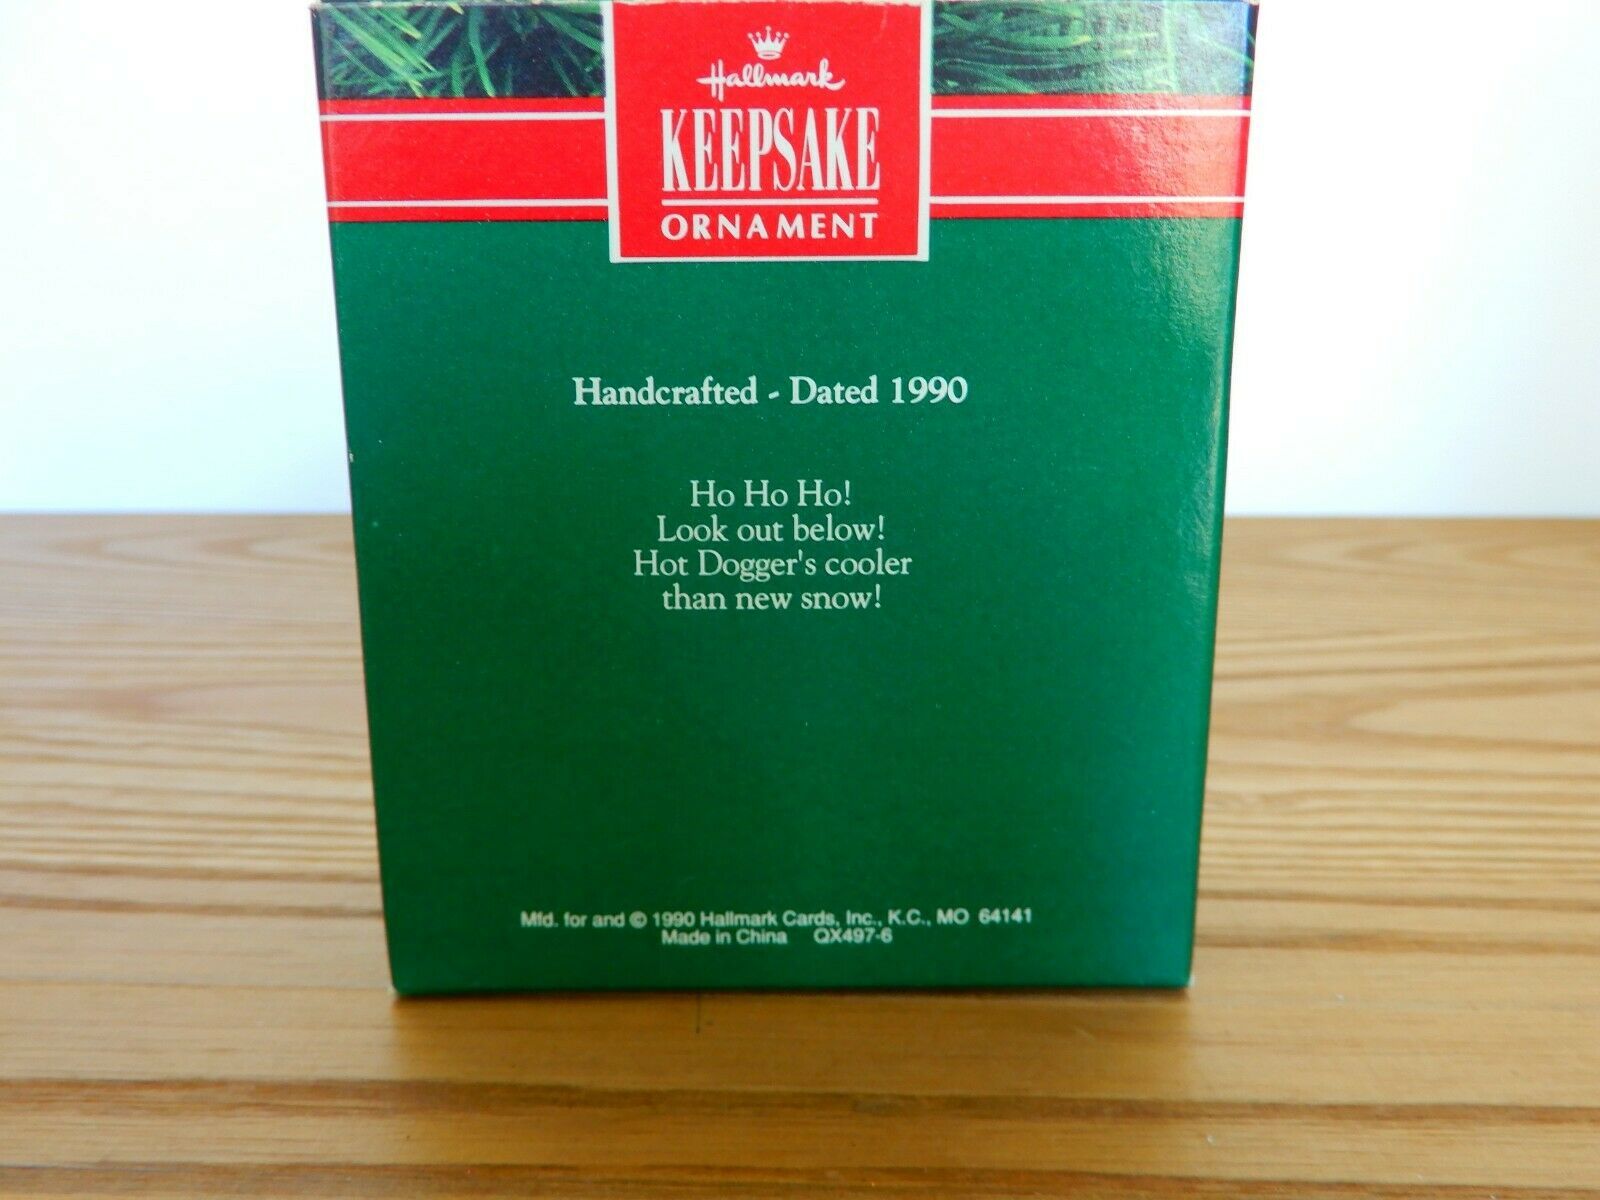 Hallmark
KEEPSAKE
ORNAMENT
Handcrafted - Dated 1990
Ho Ho Ho!
Look out below!
Hot Dogger's cooler
than new snow!
Mfd. for and © 1990 Hallmark Cards, Inc., K.C., MO 64141
Made in China QX497-6